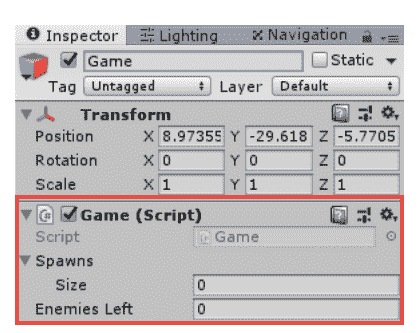 Inspector Lighting Navigation
Game Static
Tag Untagged Layer Default
Transform
Position X 8.97355 Y -29.618 Z -5.7705
Rotation X 0 Y 0 Z 0
Scale X 1 Y 1 Z 1
C# Game (Script)
Script Game
Spawns
Size 0
Enemies Left 0